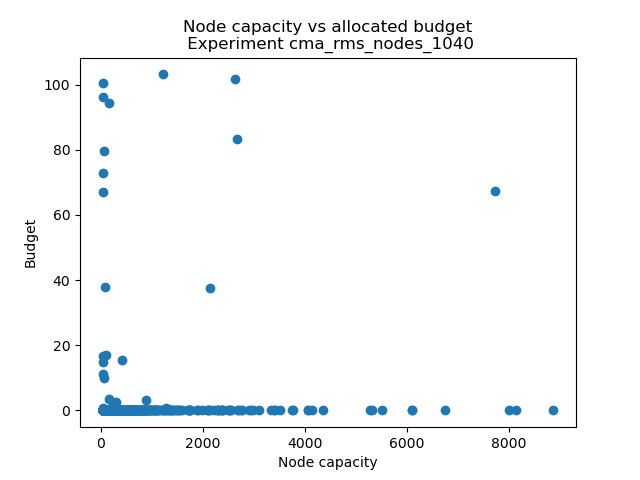 Node capacity vs allocated budget
Experiment cma_rms_nodes_1040
100
80
60
40
20
0
Budget
0
2000
4000
6000
8000
Node capacity